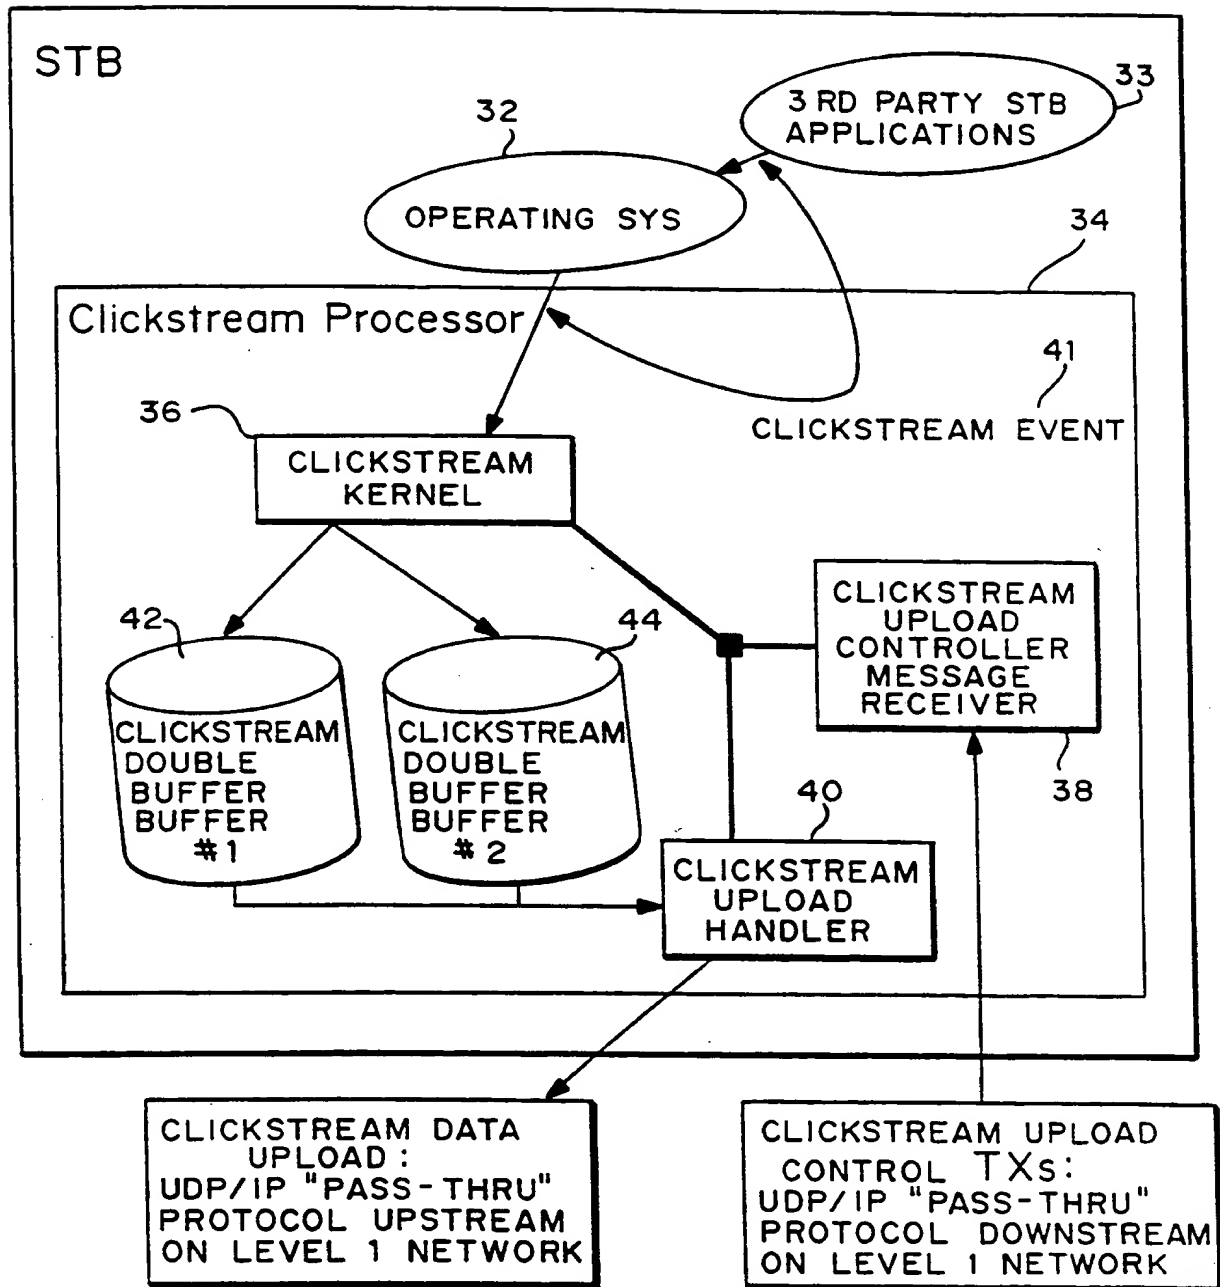 STB
33
3RD PARTY STB
APPLICATIONS
32
OPERATING SYS
34
Clickstream Processor
41
CLICKSTREAM EVENT
36
CLICKSTREAM
KERNEL
42
CLICKSTREAM
DOUBLE
BUFFER
BUFFER
#1
44
CLICKSTREAM
DOUBLE
BUFFER
BUFFER
#2
CLICKSTREAM
UPLOAD
CONTROLLER
MESSAGE
RECEIVER
38
40
CLICKSTREAM
UPLOAD
HANDLER
CLICKSTREAM DATA
UPLOAD:
UDP/IP "PASS-THRU"
PROTOCOL UPSTREAM
ON LEVEL 1 NETWORK
CLICKSTREAM UPLOAD
CONTROL TXs:
UDP/IP "PASS-THRU"
PROTOCOL DOWNSTREAM
ON LEVEL 1 NETWORK